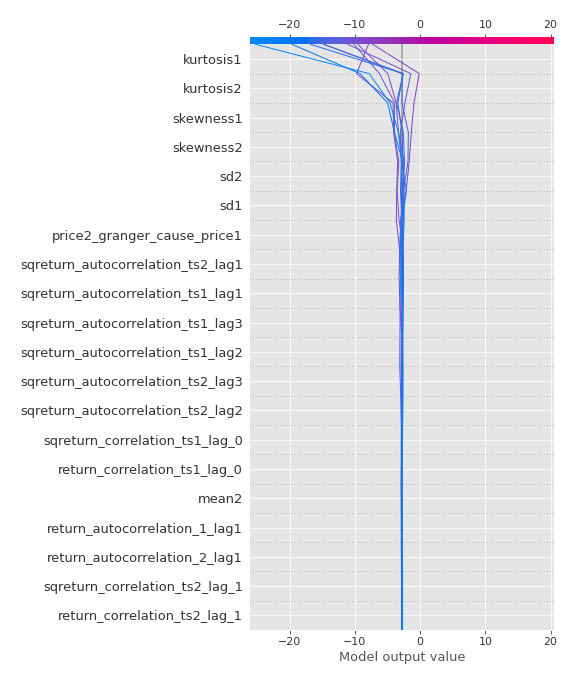 −20 −10 0 10 20
kurtosis1
kurtosis2
skewness1
skewness2
sd2
sd1
price2_granger_cause_price1
sqreturn_autocorrelation_ts2_lag1
sqreturn_autocorrelation_ts1_lag1
sqreturn_autocorrelation_ts1_lag3
sqreturn_autocorrelation_ts1_lag2
sqreturn_autocorrelation_ts2_lag3
sqreturn_autocorrelation_ts2_lag2
sqreturn_correlation_ts1_lag_0
return_correlation_ts1_lag_0
mean2
return_autocorrelation_1_lag1
return_autocorrelation_2_lag1
sqreturn_correlation_ts2_lag_1
return_correlation_ts2_lag_1
−20 −10 0 10 20
Model output value